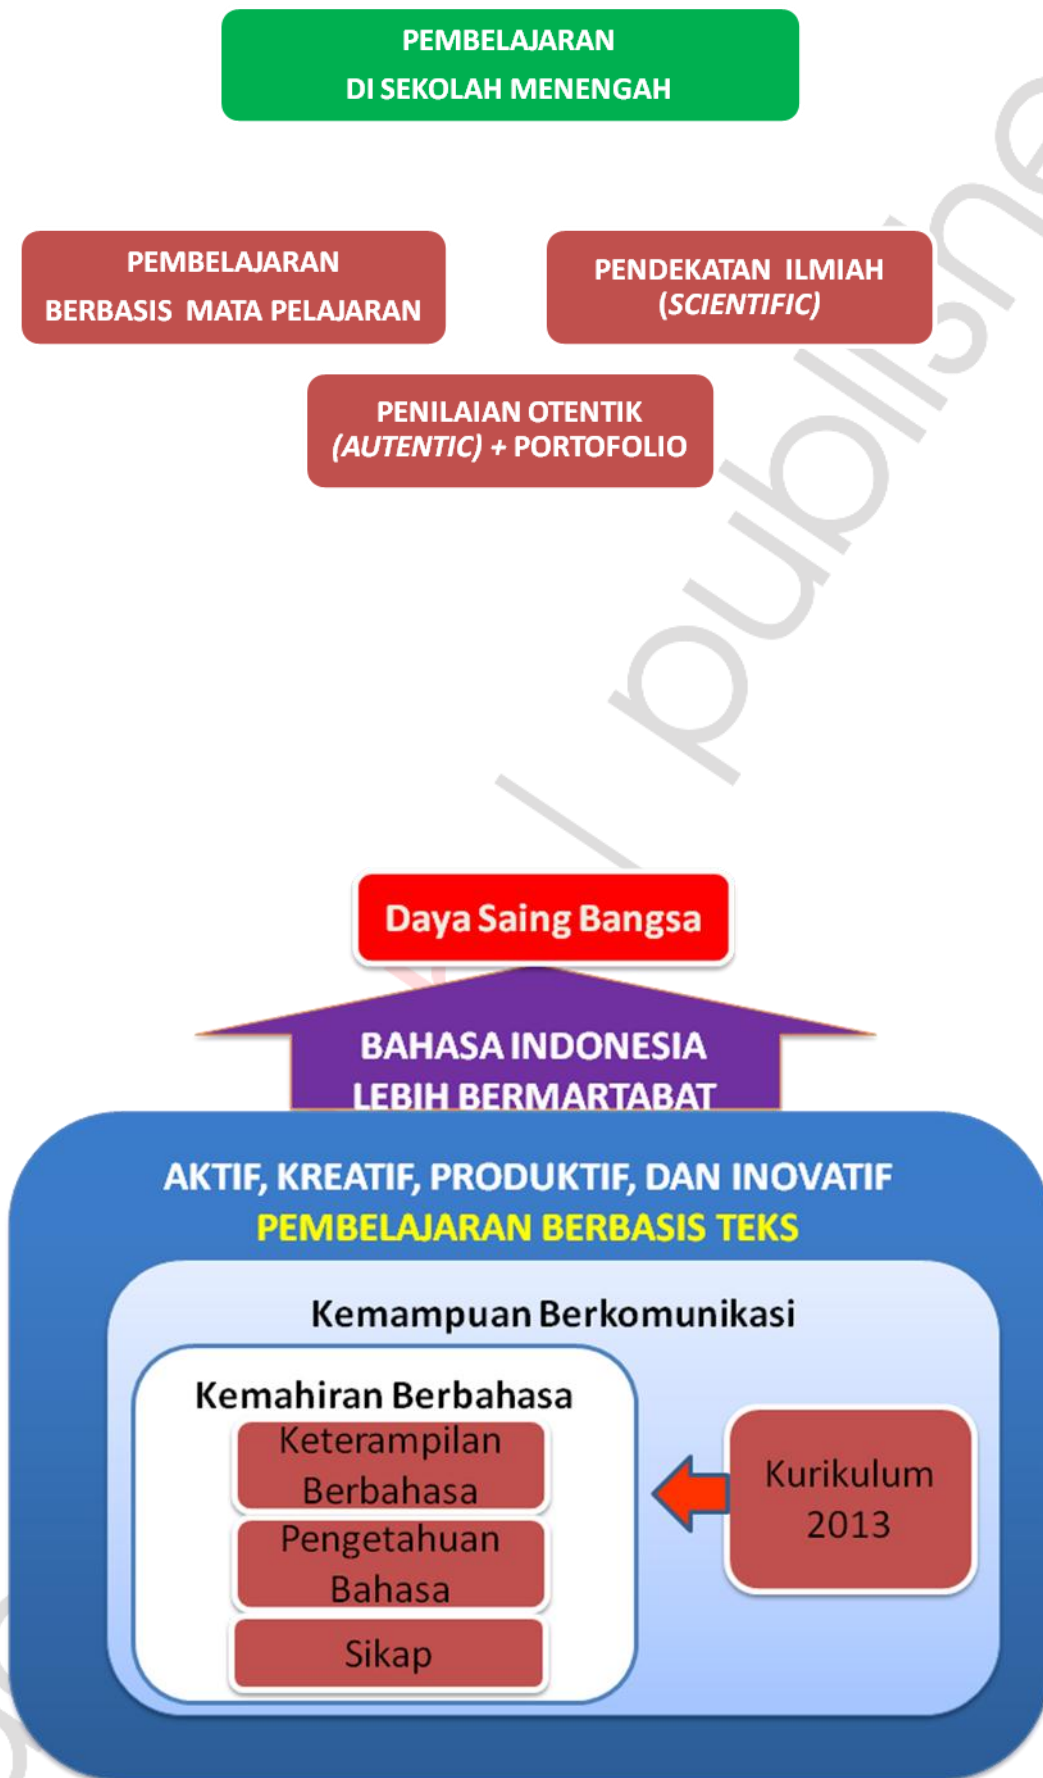 PEMBELAJARAN
DI SEKOLAH MENENGAH
PEMBELAJARAN
BERBASIS MATA PELAJARAN
PENDEKATAN ILMIAH
(SCIENTIFIC)
PENILAIAN OTENTIK
(AUTENTIC) + PORTOFOLIO
Daya Saing Bangsa
BAHASA INDONESIA
LEBIH BERMARTABAT
AKTIF, KREATIF, PRODUKTIF, DAN INOVATIF
PEMBELAJARAN BERBASIS TEKS
Kemampuan Berkomunikasi
Kemahiran Berbahasa
Keterampilan
Berbahasa
Pengetahuan
Bahasa
Sikap
Kurikulum
2013